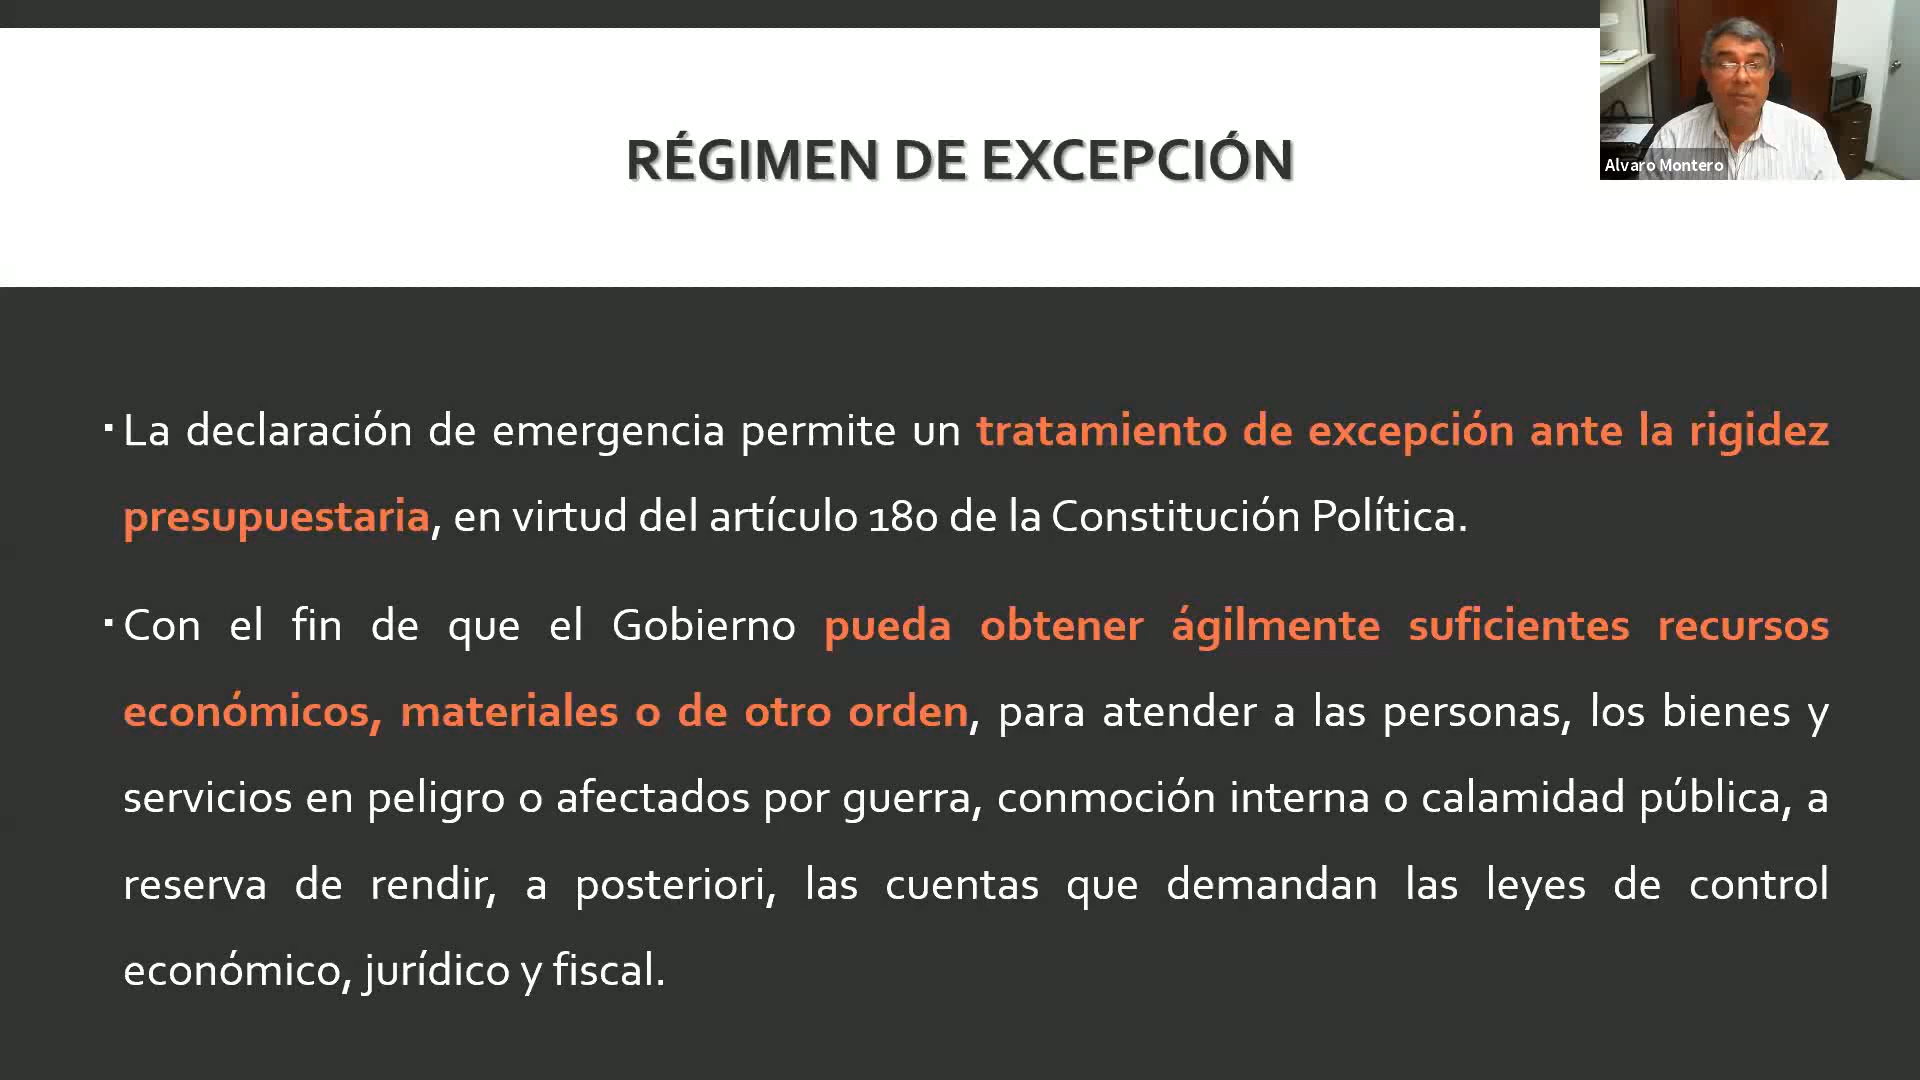 RÉGIMEN DE EXCEPCIÓN
Alvaro Montero
▪ La declaración de emergencia permite un tratamiento de excepción ante la rigidez
presupuestaria, en virtud del artículo 180 de la Constitución Política.
▪ Con el fin de que el Gobierno pueda obtener ágilmente suficientes recursos
económicos, materiales o de otro orden, para atender a las personas, los bienes y
servicios en peligro o afectados por guerra, conmoción interna o calamidad pública, a
reserva de rendir, a posteriori, las cuentas que demandan las leyes de control
económico, jurídico y fiscal.